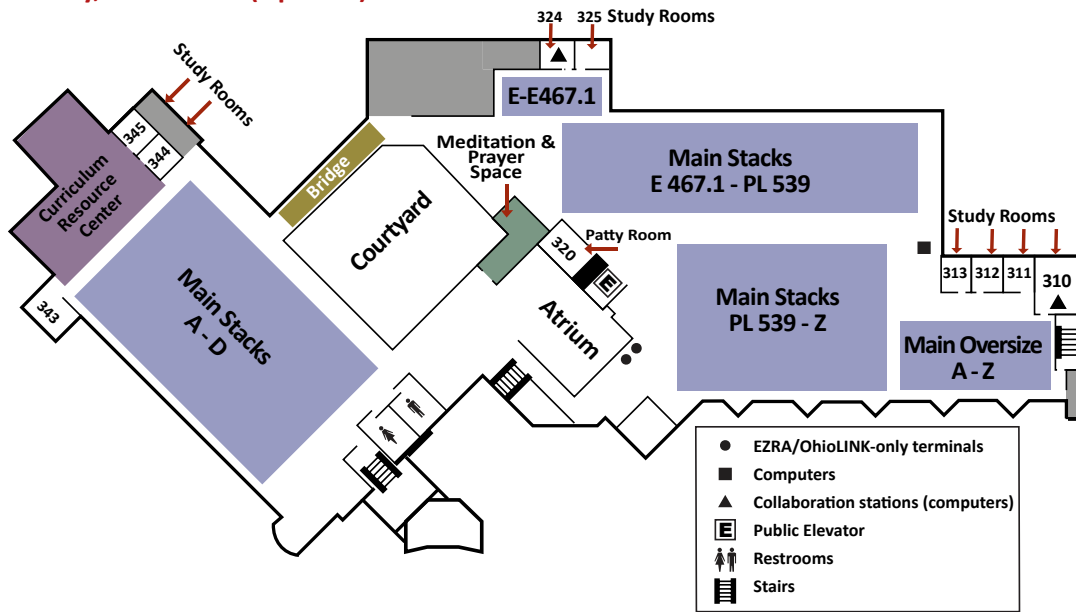 324
325 Study Rooms
Study Rooms
E-E467.1
345
344
Curriculum
Resource
Center
Bridge
Meditation &
Prayer
Space
Main Stacks
E 467.1 - PL 539
Courtyard
Study Rooms
320
Patty Room
E
313
312
311
310
343
Main Stacks
A - D
Atrium
Main Stacks
PL 539 - Z
Main Oversize
A - Z
EZRA/OhioLINK-only terminals
Computers
Collaboration stations (computers)
E
Public Elevator
Restrooms
Stairs